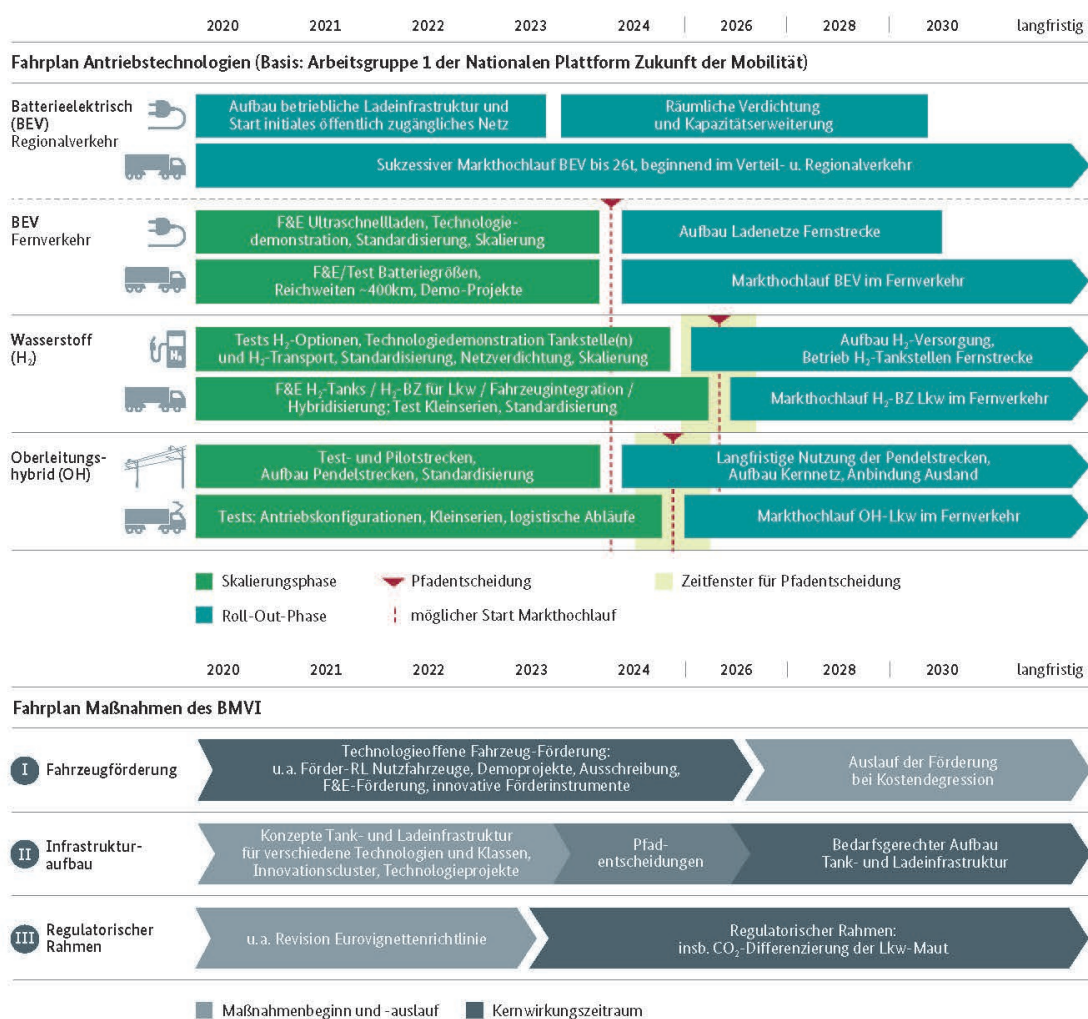 2020 2021 2022 2023 2024 2026 2028 2030 langfristig
Fahrplan Antriebstechnologien (Basis: Arbeitsgruppe 1 der Nationalen Plattform Zukunft der Mobilität)
Batterieelektrisch
(BEV)
Regionalverkehr
Aufbau betriebliche Ladeinfrastruktur und
Start initiales öffentlich zugängliches Netz
Räumliche Verdichtung
und Kapazitätserweiterung
Sukzessiver Markthochlauf BEV bis 26t, beginnend im Verteil- u. Regionalverkehr
BEV
Fernverkehr
F&E Ultraschnellladen, Technologie-
demonstration, Standardisierung, Skalierung
Aufbau Ladenetze Fernstrecke
F&E/Test Batteriegrößen,
Reichweiten ~400km, Demo-Projekte
Markthochlauf BEV im Fernverkehr
Wasserstoff
(H₂)
H₂
Tests H₂-Optionen, Technologiedemonstration Tankstelle(n)
und H₂-Transport, Standardisierung, Netzverdichtung, Skalierung
Aufbau H₂-Versorgung,
Betrieb H₂-Tankstellen Fernstrecke
F&E H₂-Tanks / H₂-BZ für Lkw / Fahrzeugintegration /
Hybridisierung; Test Kleinserien, Standardisierung
Markthochlauf H₂-BZ Lkw im Fernverkehr
Oberleitungs-
hybrid (OH)
Test- und Pilotstrecken,
Aufbau Pendelstrecken, Standardisierung
Langfristige Nutzung der Pendelstrecken,
Aufbau Kernnetz, Anbindung Ausland
Tests; Antriebskonfigurationen, Kleinserien, logistische Abläufe
Markthochlauf OH-Lkw im Fernverkehr
Skalierungsphase Pfadentscheidung Zeitfenster für Pfadentscheidung
Roll-Out-Phase möglicher Start Markthochlauf
2020 2021 2022 2023 2024 2026 2028 2030 langfristig
Fahrplan Maßnahmen des BMVI
I Fahrzeugförderung
Technologieoffene Fahrzeug-Förderung:
u.a. Förder-RL Nutzfahrzeuge, Demoprojekte, Ausschreibung,
F&E-Förderung, innovative Förderinstrumente
Auslauf der Förderung
bei Kostendegression
II Infrastruktur-
aufbau
Konzepte Tank- und Ladeinfrastruktur
für verschiedene Technologien und Klassen,
Innovationscluster, Technologieprojekte
Pfad-
entscheidungen
Bedarfsgerechter Aufbau
Tank- und Ladeinfrastruktur
III Regulatorischer
Rahmen
u.a. Revision Eurovignettenrichtlinie
Regulatorischer Rahmen:
insb. CO₂-Differenzierung der Lkw-Maut
Maßnahmenbeginn und -auslauf Kernwirkungszeitraum